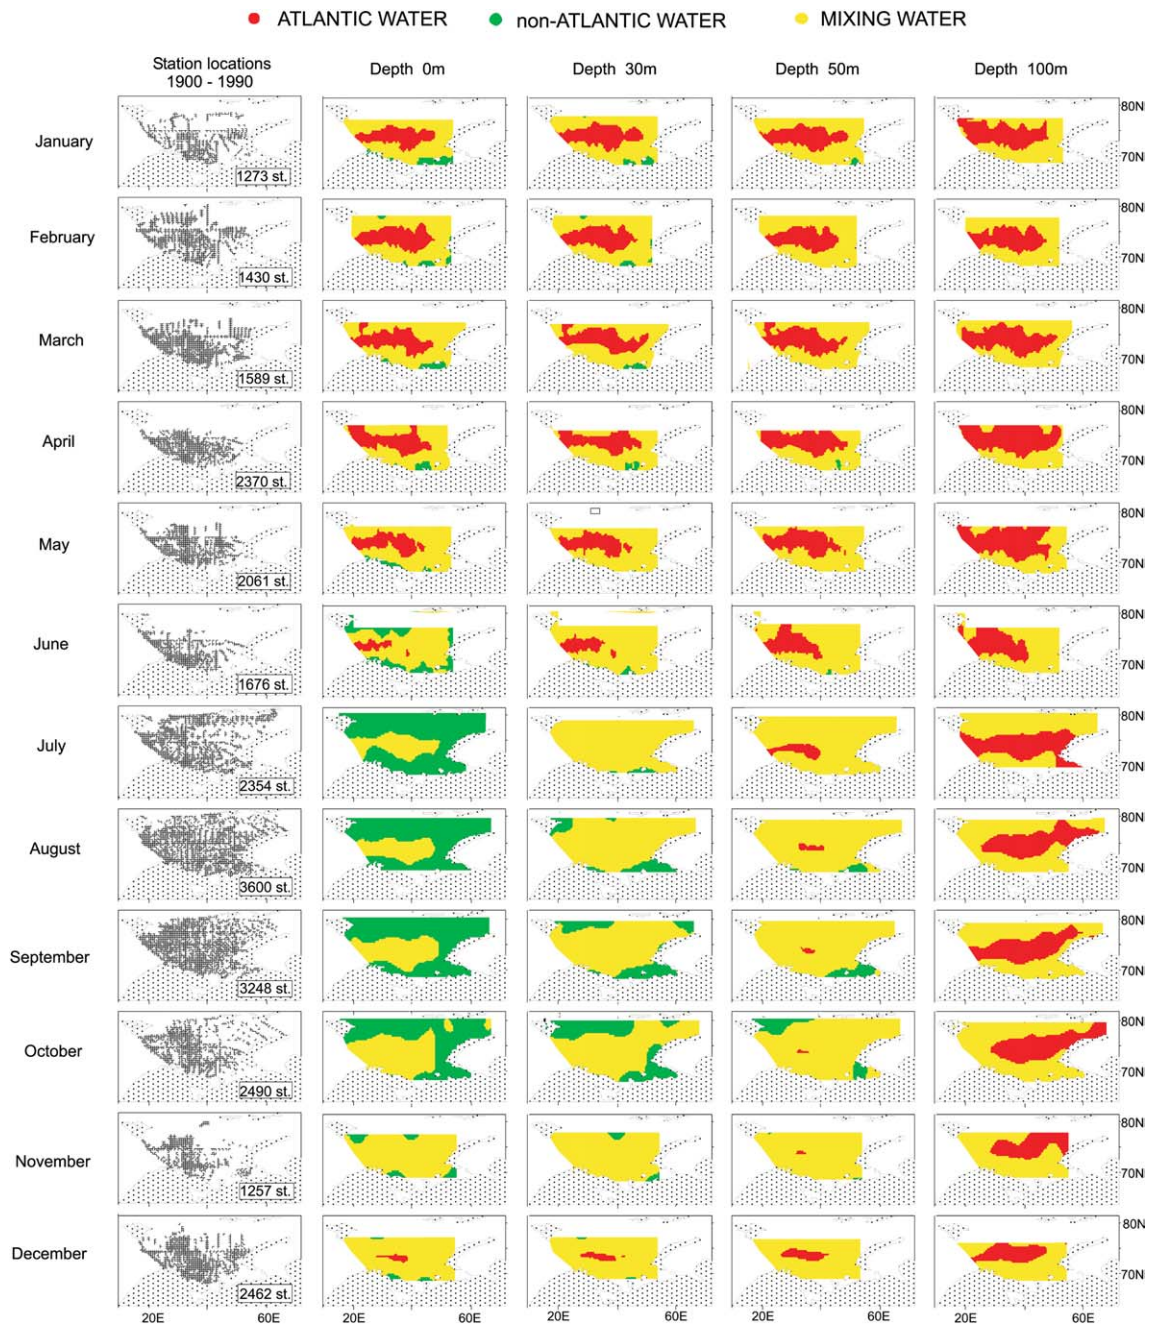 ATLANTIC WATER non-ATLANTIC WATER MIXING WATER
Station locations
1900 - 1990
Depth 0m Depth 30m Depth 50m Depth 100m
80N
January
70N
1273 st.
80N
February
70N
1430 st.
80N
March
70N
1589 st.
80N
April
70N
2370 st.
80N
May
70N
2061 st.
80N
June
70N
1676 st.
80N
July
70N
2354 st.
80N
August
70N
3600 st.
80N
September
70N
3248 st.
80N
October
70N
2490 st.
80N
November
70N
1257 st.
80N
December
70N
2462 st.
20E 60E 20E 60E 20E 60E 20E 60E 20E 60E